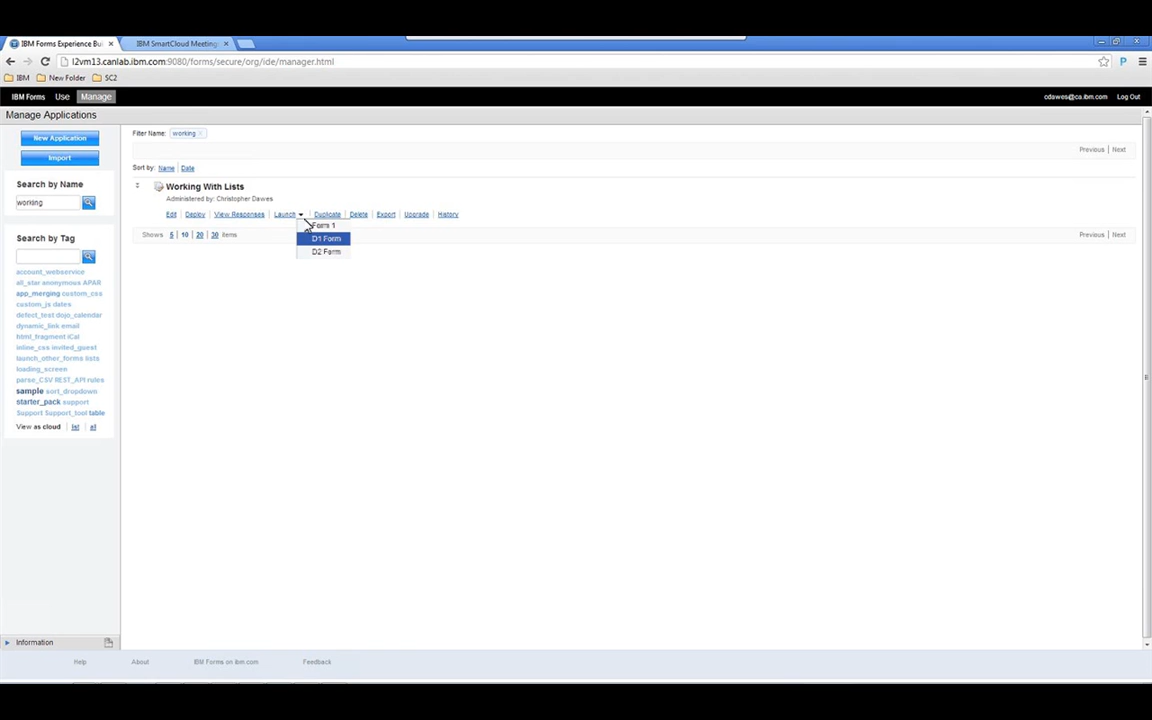 IBM Forms Experience Bu
IBM SmartCloud Meeting
l2vm13.canlab.ibm.com:9080/forms/secure/org/ide/manager.html
IBM New Folder SC2
IBM Forms Use Manage cdawes@ca.ibm.com Log Out
Manage Applications
New Application
Import
Search by Name
working
Search by Tag
account_webservice
all_star anonymous APAR
app_merging custom_css
custom_js dates
defect_test dojo_calendar
dynamic_link email
html_fragment iCal
inline_css invited_guest
launch_other_forms lists
loading_screen
parse_CSV REST_API rules
sample sort_dropdown
starter_pack support
Support Support_tool table
View as cloud | list | all
Filter Name: working x
Previous | Next
Sort by: Name | Date
Working With Lists
Administered by: Christopher Dawes
Edit | Deploy | View Responses | Launch | Duplicate | Delete | Export | Upgrade | History
Form 1
D1 Form
D2 Form
Shows 5 | 10 | 20 | 30 items
Previous | Next
Information
Help About IBM Forms on ibm.com Feedback